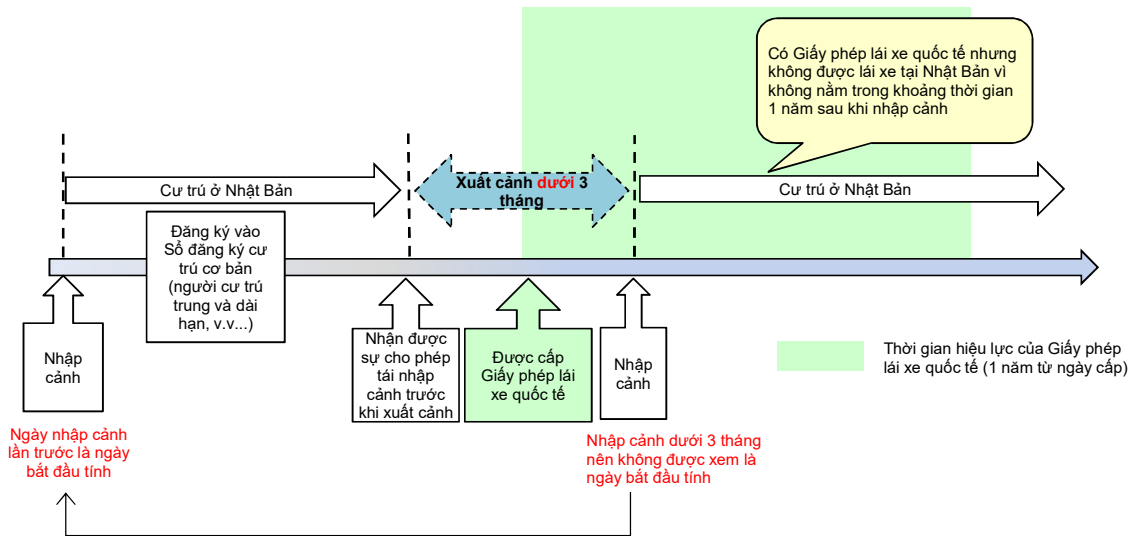 Có Giấy phép lái xe quốc tế nhưng
không được lái xe tại Nhật Bản vì
không nằm trong khoảng thời gian
1 năm sau khi nhập cảnh
Cư trú ở Nhật Bản
Xuất cảnh dưới 3
tháng
Cư trú ở Nhật Bản
Đăng ký vào
Sổ đăng ký cư
trú cơ bản
(người cư trú
trung và dài
hạn, v.v...)
Nhập
cảnh
Nhận được
sự cho phép
tái nhập
cảnh trước
khi xuất cảnh
Được cấp
Giấy phép lái
xe quốc tế
Nhập
cảnh
Thời gian hiệu lực của Giấy phép
lái xe quốc tế (1 năm từ ngày cấp)
Ngày nhập cảnh
lần trước là ngày
bắt đầu tính
Nhập cảnh dưới 3 tháng
nên không được xem là
ngày bắt đầu tính